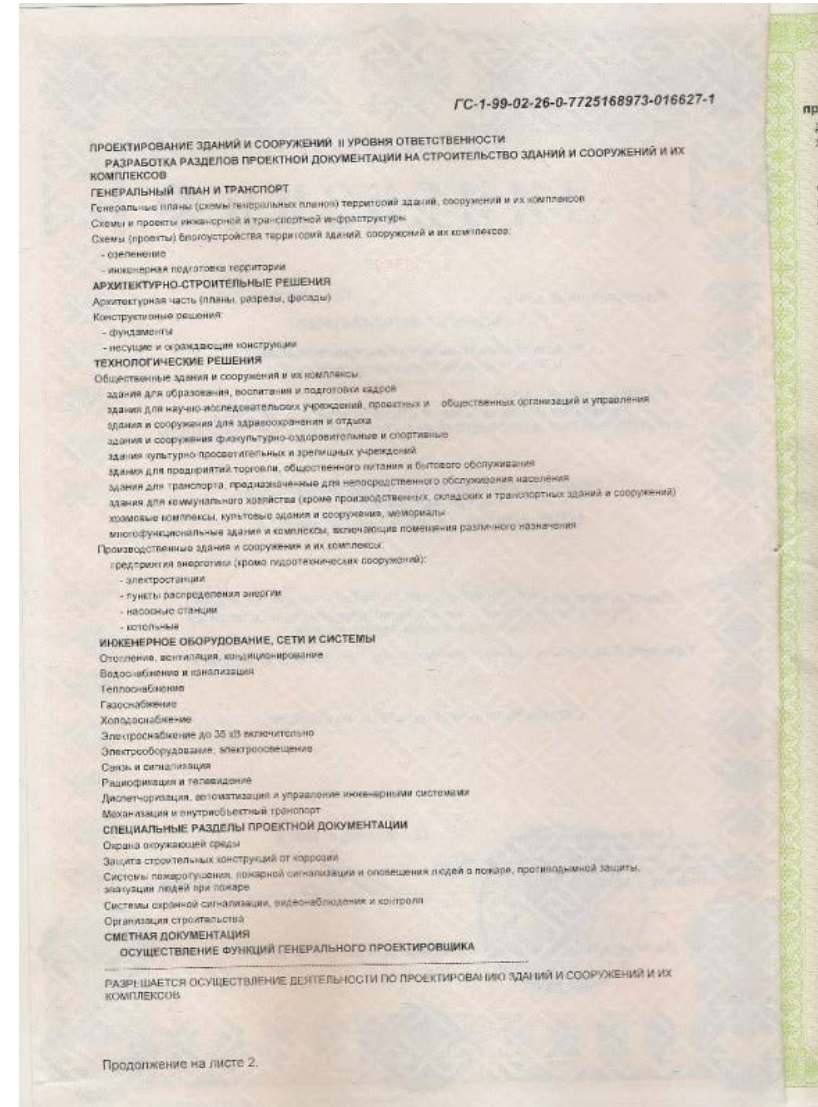 ГС-1-99-02-26-0-7725168973-016627-1
ПРОЕКТИРОВАНИЕ ЗДАНИЙ И СООРУЖЕНИЙ II УРОВНЯ ОТВЕТСТВЕННОСТИ
РАЗРАБОТКА РАЗДЕЛОВ ПРОЕКТНОЙ ДОКУМЕНТАЦИИ НА СТРОИТЕЛЬСТВО ЗДАНИЙ И СООРУЖЕНИЙ И ИХ
КОМПЛЕКСОВ
ГЕНЕРАЛЬНЫЙ ПЛАН И ТРАНСПОРТ
Генеральные планы (схемы генеральных планов) территорий зданий, сооружений и их комплексов
Схемы и проекты инженерной и транспортной инфраструктуры
Схемы (проекты) благоустройства территорий зданий, сооружений и их комплексов:
- озеленение
- инженерная подготовка территории
АРХИТЕКТУРНО-СТРОИТЕЛЬНЫЕ РЕШЕНИЯ
Архитектурная часть (планы, разрезы, фасады)
Конструктивные решения:
- фундаменты
- несущие и ограждающие конструкции
ТЕХНОЛОГИЧЕСКИЕ РЕШЕНИЯ
Общественные здания и сооружения и их комплексы:
здания для образования, воспитания и подготовки кадров
здания для научно-исследовательских учреждений, проектных и общественных организаций и управления
здания и сооружения для здравоохранения и отдыха
здания и сооружения физкультурно-оздоровительные и спортивные
здания культурно-просветительных и зрелищных учреждений
здания для предприятий торговли, общественного питания и бытового обслуживания
здания для транспорта, предназначенные для непосредственного обслуживания населения
здания для коммунального хозяйства (кроме производственных, складских и транспортных зданий и сооружений)
храмовые комплексы, культовые здания и сооружения, мемориалы
многофункциональные здания и комплексы, включающие помещения различного назначения
Производственные здания и сооружения и их комплексы:
предприятия энергетики (кроме гидротехнических сооружений):
- электростанции
- пункты распределения энергии
- насосные станции
- котельные
ИНЖЕНЕРНОЕ ОБОРУДОВАНИЕ, СЕТИ И СИСТЕМЫ
Отопление, вентиляция, кондиционирование
Водоснабжение и канализация
Теплоснабжение
Газоснабжение
Холодоснабжение
Электроснабжение до 35 кВ включительно
Электрооборудование, электроосвещение
Связь и сигнализация
Радиофикация и телевидение
Диспетчеризация, автоматизация и управление инженерными системами
Механизация и внутриобъектный транспорт
СПЕЦИАЛЬНЫЕ РАЗДЕЛЫ ПРОЕКТНОЙ ДОКУМЕНТАЦИИ
Охрана окружающей среды
Защита строительных конструкций от коррозии
Системы пожаротушения, пожарной сигнализации и оповещения людей о пожаре, противодымной защиты,
эвакуации людей при пожаре
Системы охранной сигнализации, видеонаблюдения и контроля
Организация строительства
СМЕТНАЯ ДОКУМЕНТАЦИЯ
ОСУЩЕСТВЛЕНИЕ ФУНКЦИЙ ГЕНЕРАЛЬНОГО ПРОЕКТИРОВЩИКА
РАЗРЕШАЕТСЯ ОСУЩЕСТВЛЕНИЕ ДЕЯТЕЛЬНОСТИ ПО ПРОЕКТИРОВАНИЮ ЗДАНИЙ И СООРУЖЕНИЙ И ИХ
КОМПЛЕКСОВ
Продолжение на листе 2.